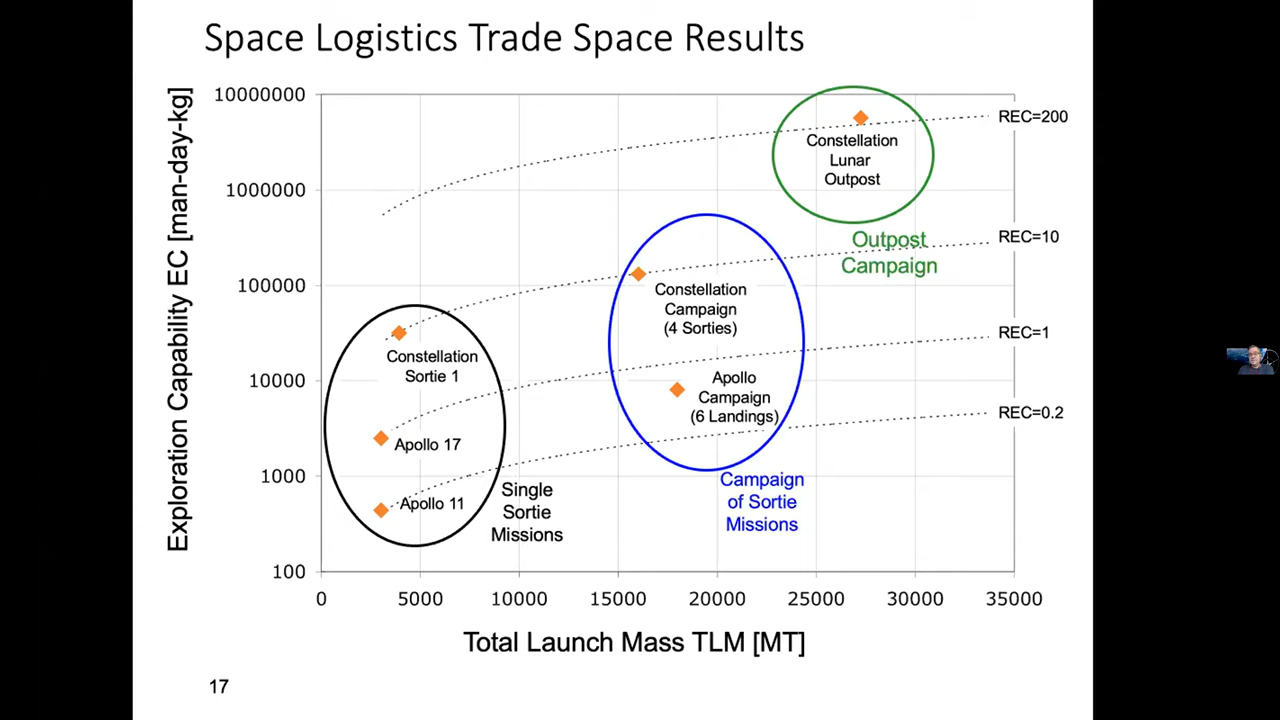 Space Logistics Trade Space Results
Exploration Capability EC [man-day-kg]
10000000
1000000
100000
10000
1000
100
REC=200
REC=10
REC=1
REC=0.2
Constellation
Lunar
Outpost
Outpost
Campaign
Constellation
Campaign
(4 Sorties)
Apollo
Campaign
(6 Landings)
Campaign
of Sortie
Missions
Constellation
Sortie 1
Apollo 17
Apollo 11
Single
Sortie
Missions
0
5000
10000
15000
20000
25000
30000
35000
Total Launch Mass TLM [MT]
17